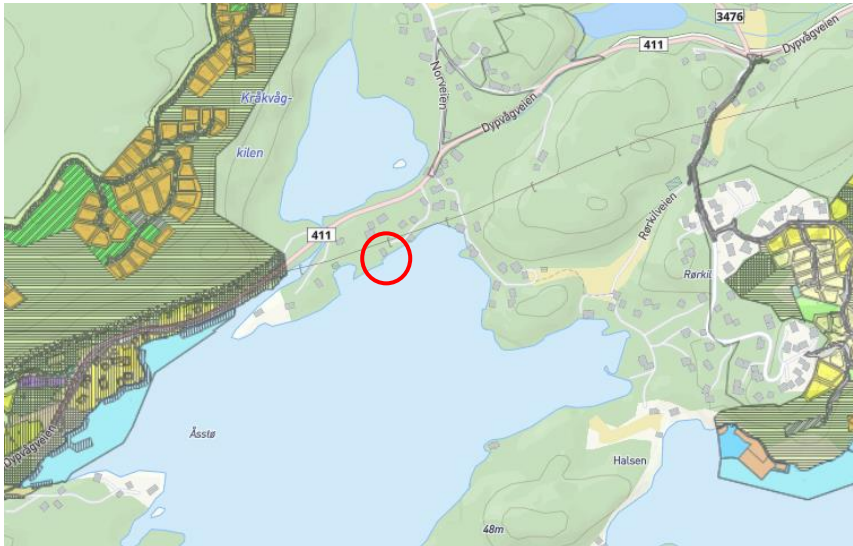 3476
Dypvågveien
411
Norveien
Kråkvåg-
kilen
Dypvågveien
411
Rørkilveien
Rørkil
Åsstø
Dypvågveien
Halsen
48m